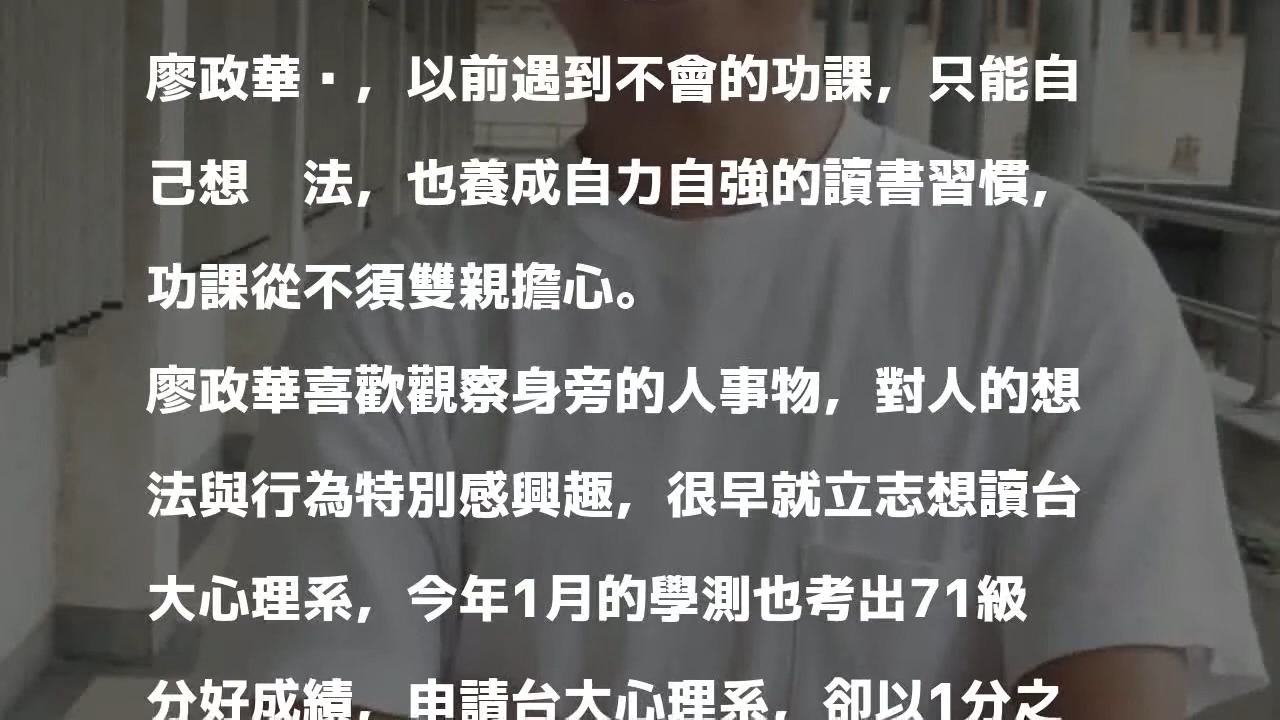 廖政華·，以前遇到不會的功課，只能自
己想　法，也養成自力自強的讀書習慣，
功課從不須雙親擔心。
廖政華喜歡觀察身旁的人事物，對人的想
法與行為特別感興趣，很早就立志想讀台
大心理系，今年1月的學測也考出71級
分好成績，申請台大心理系，卻以1分之